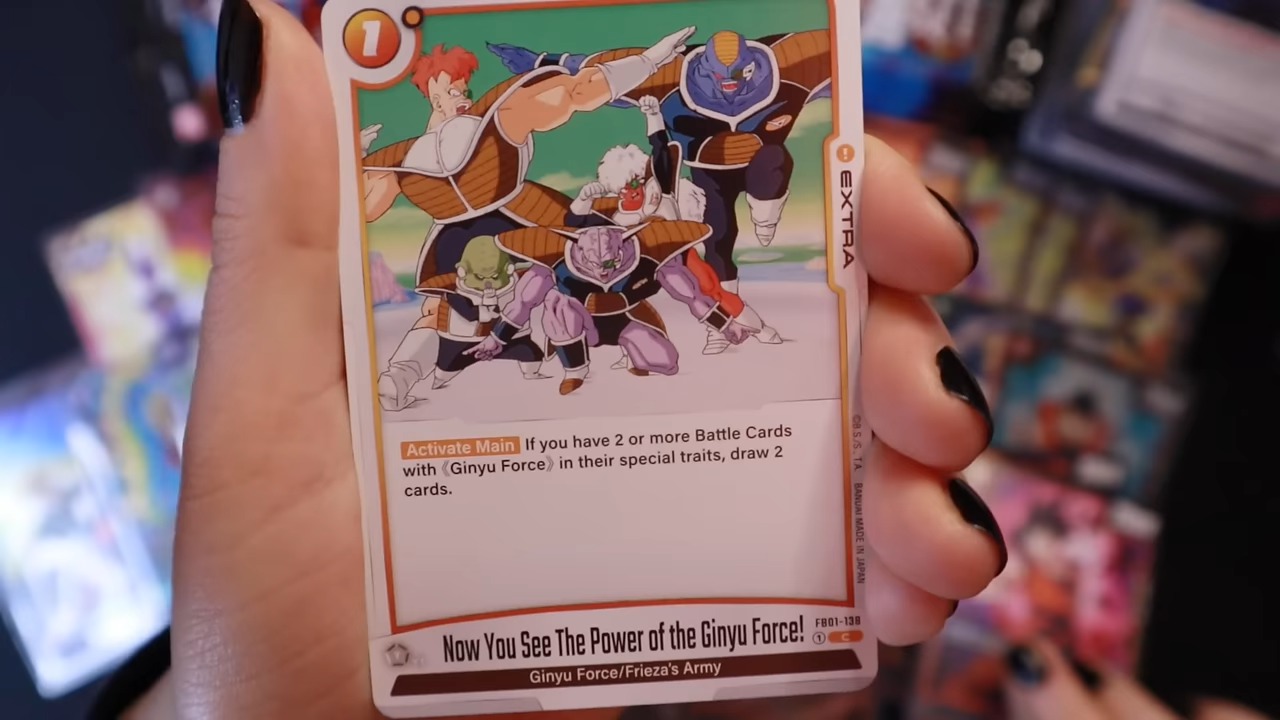 1
EXTRA
Activate Main If you have 2 or more Battle Cards
with 《Ginyu Force》 in their special traits, draw 2
cards.
©B.S./S., T.A. BANDAI MADE IN JAPAN
Now You See The Power of the Ginyu Force!
FB01-138
1 C
Ginyu Force/Frieza's Army